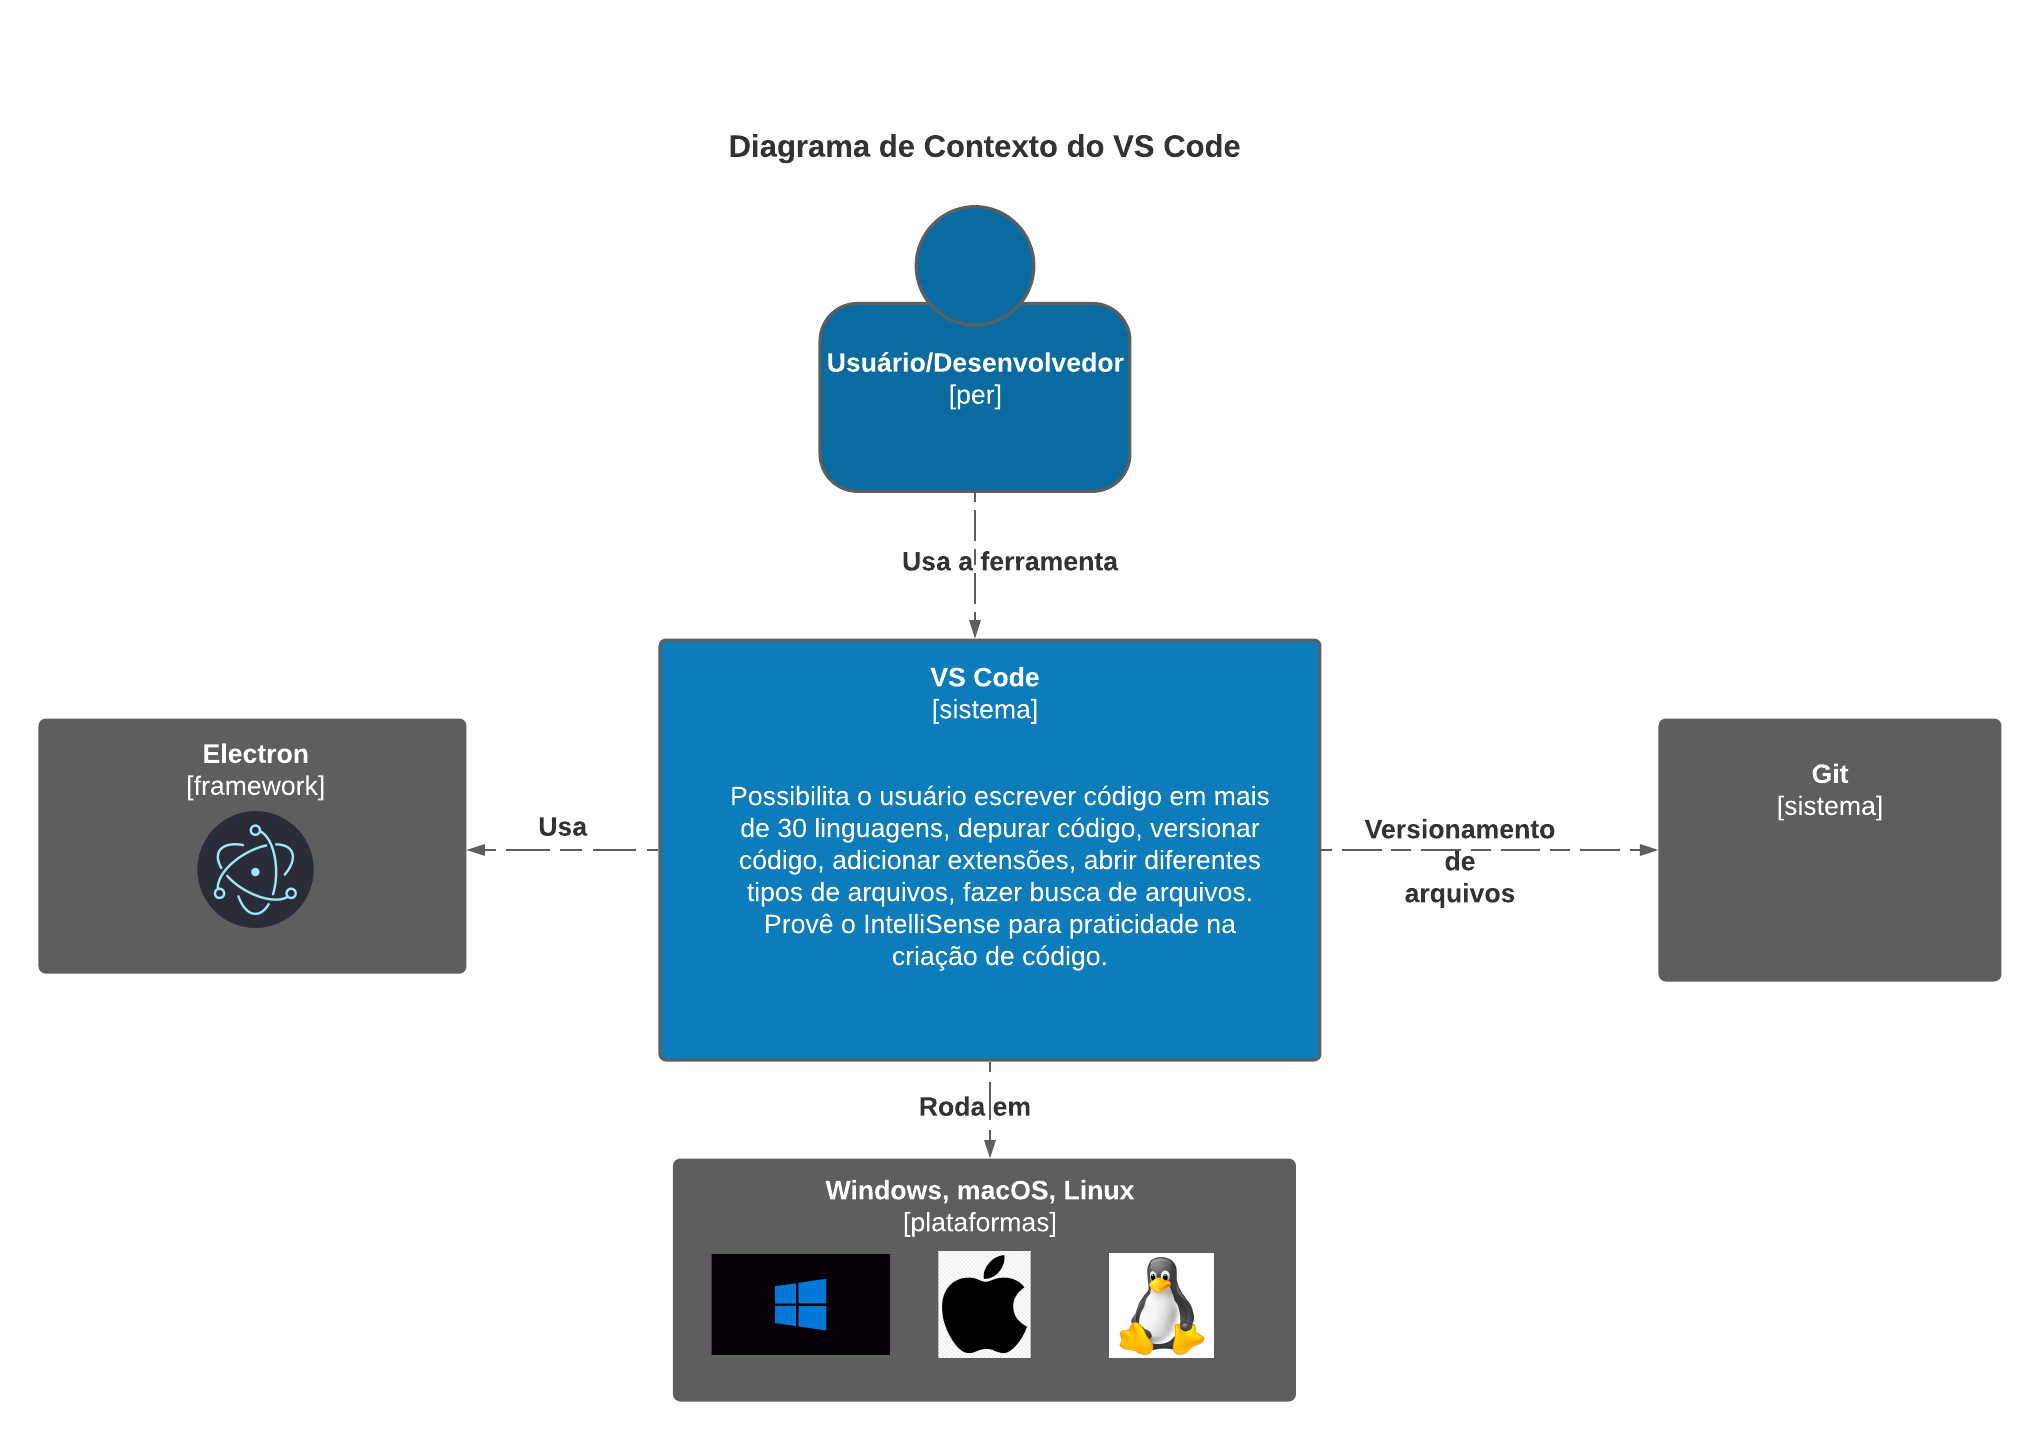 Diagrama de Contexto do VS Code
Usuário/Desenvolvedor
[per]
Usa a ferramenta
VS Code
[sistema]
Possibilita o usuário escrever código em mais
de 30 linguagens, depurar código, versionar
código, adicionar extensões, abrir diferentes
tipos de arquivos, fazer busca de arquivos.
Provê o IntelliSense para praticidade na
criação de código.
Electron
[framework]
Usa
Versionamento
de
arquivos
Git
[sistema]
Roda em
Windows, macOS, Linux
[plataformas]